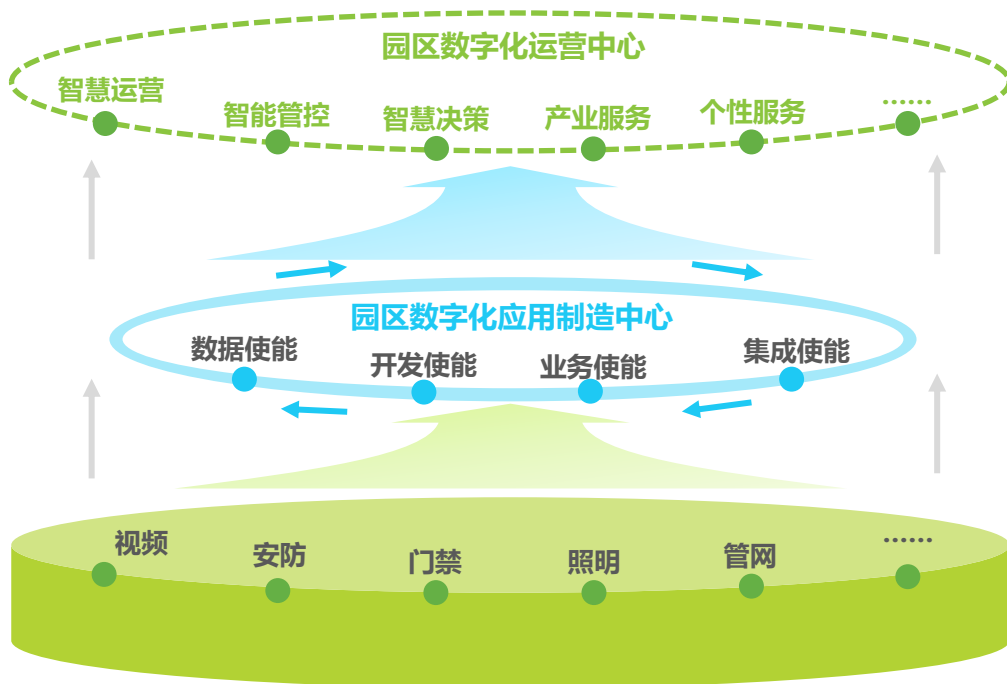 园区数字化运营中心
智慧运营
智能管控
智慧决策
产业服务
个性服务
......
园区数字化应用制造中心
数据使能
开发使能
业务使能
集成使能
视频
安防
门禁
照明
管网
......